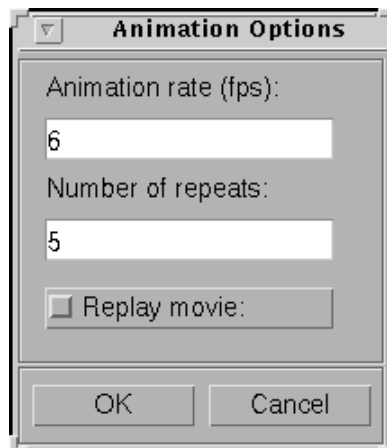 Animation Options
Animation rate (fps):
6
Number of repeats:
5
Replay movie:
OK Cancel